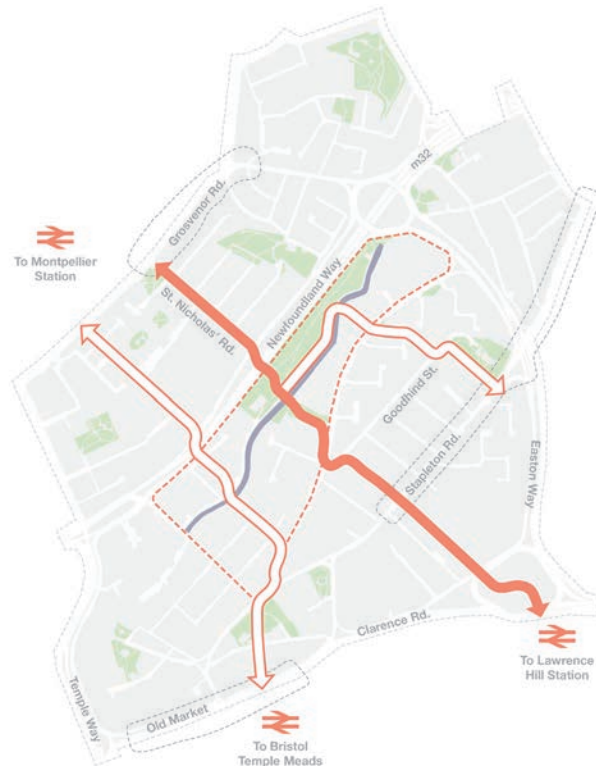 m32
Grosvenor Rd.
To Montpellier
Station
St. Nicholas' Rd.
Newfoundland Way
Goodhind St.
Stapleton Rd.
Easton Way
Clarence Rd.
To Lawrence
Hill Station
Temple Way
Old Market
To Bristol
Temple Meads